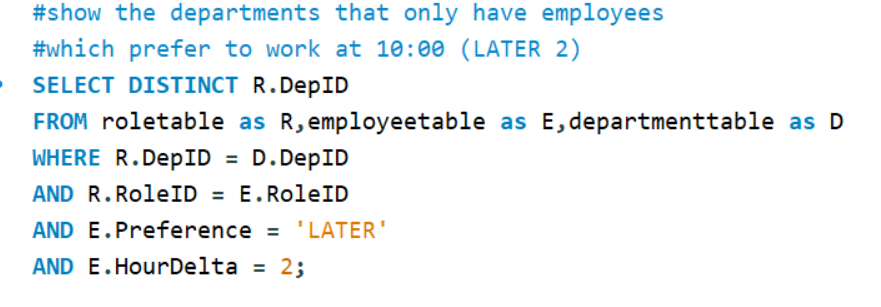 #show the departments that only have employees
#which prefer to work at 10:00 (LATER 2)
SELECT DISTINCT R.DepID
FROM roletable as R,employeetable as E,departmenttable as D
WHERE R.DepID = D.DepID
AND R.RoleID = E.RoleID
AND E.Preference = 'LATER'
AND E.HourDelta = 2;